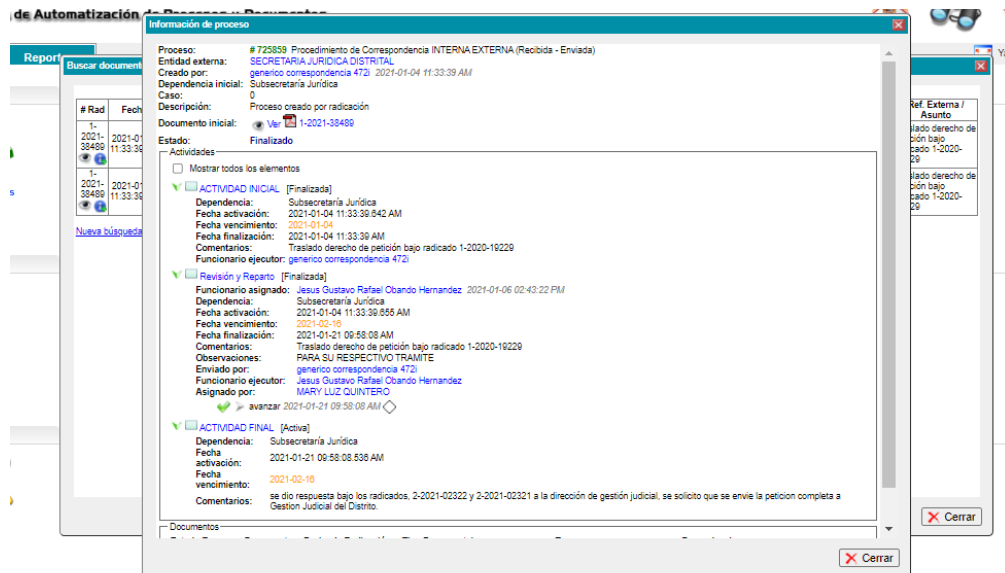 de Automatización de Procesos y Documentos
Información de proceso
Report
Buscar document
Proceso: # 725859 Procedimiento de Correspondencia INTERNA EXTERNA (Recibida - Enviada)
Entidad externa: SECRETARIA JURIDICA DISTRITAL
Creado por: generico correspondencia 472i 2021-01-04 11:33:39 AM
Dependencia inicial: Subsecretaría Jurídica
Caso: 0
Descripción: Proceso creado por radicación
Documento inicial: Ver 1-2021-38489
Estado: Finalizado
# Rad Fech
1-
2021-
38489
2021-01
11:33:39
1-
2021-
38489
2021-01
11:33:39
Nueva búsqueda
Ref. Externa /
Asunto
slado derecho de
ción bajo
cado 1-2020-
29
slado derecho de
ción bajo
cado 1-2020-
29
Actividades
Mostrar todos los elementos
ACTIVIDAD INICIAL [Finalizada]
Dependencia: Subsecretaría Jurídica
Fecha activación: 2021-01-04 11:33:39.642 AM
Fecha vencimiento: 2021-01-04
Fecha finalización: 2021-01-04 11:33:39 AM
Comentarios: Traslado derecho de petición bajo radicado 1-2020-19229
Funcionario ejecutor: generico correspondencia 472i
Revisión y Reparto [Finalizada]
Funcionario asignado: Jesus Gustavo Rafael Obando Hernandez 2021-01-06 02:43:22 PM
Dependencia: Subsecretaría Jurídica
Fecha activación: 2021-01-04 11:33:39.655 AM
Fecha vencimiento: 2021-02-16
Fecha finalización: 2021-01-21 09:58:08 AM
Comentarios: Traslado derecho de petición bajo radicado 1-2020-19229
Observaciones: PARA SU RESPECTIVO TRAMITE
Enviado por: generico correspondencia 472i
Funcionario ejecutor: Jesus Gustavo Rafael Obando Hernandez
Asignado por: MARY LUZ QUINTERO
avanzar 2021-01-21 09:58:08 AM
ACTIVIDAD FINAL [Activa]
Dependencia: Subsecretaría Jurídica
Fecha
activación: 2021-01-21 09:58:08.536 AM
Fecha
vencimiento: 2021-02-16
Comentarios: se dio respuesta bajo los radicados, 2-2021-02322 y 2-2021-02321 a la dirección de gestión judicial, se solicito que se envie la peticion completa a
Gestion Judicial del Distrito.
Documentos
Cerrar
Cerrar